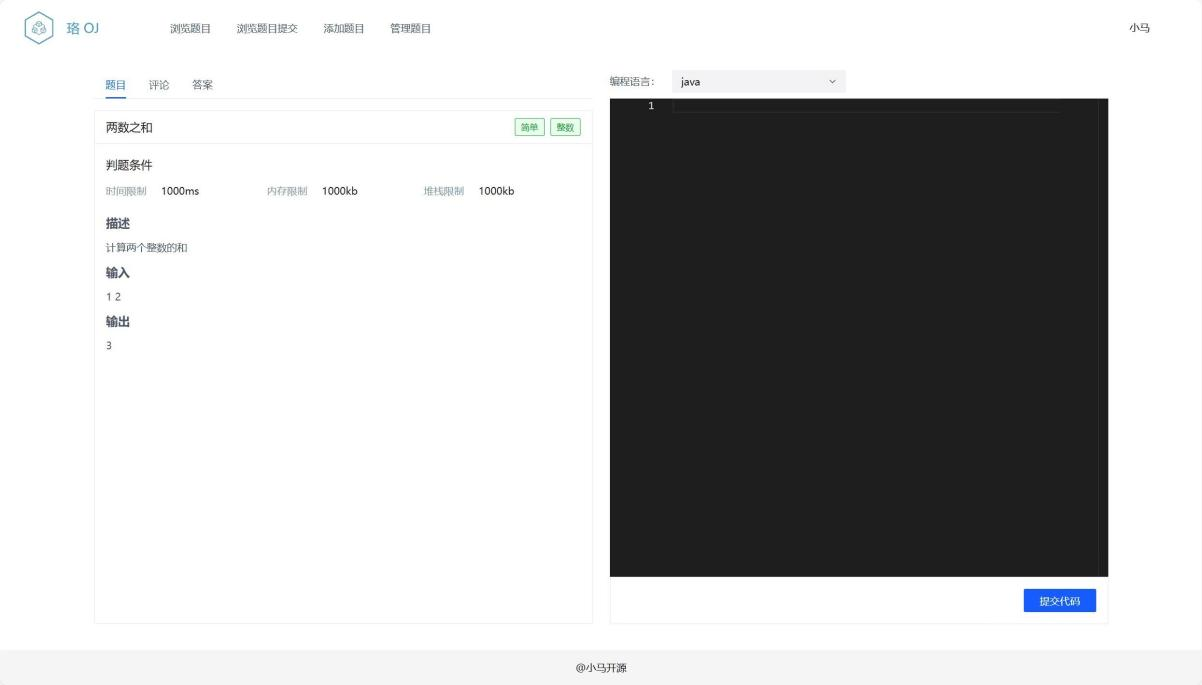 珞 OJ 浏览题目 浏览题目提交 添加题目 管理题目 小马
题目 评论 答案
编程语言： java
两数之和 简单 整数
判题条件
时间限制 1000ms 内存限制 1000kb 堆栈限制 1000kb
描述
计算两个整数的和
输入
1 2
输出
3
1
提交代码
@小马开源